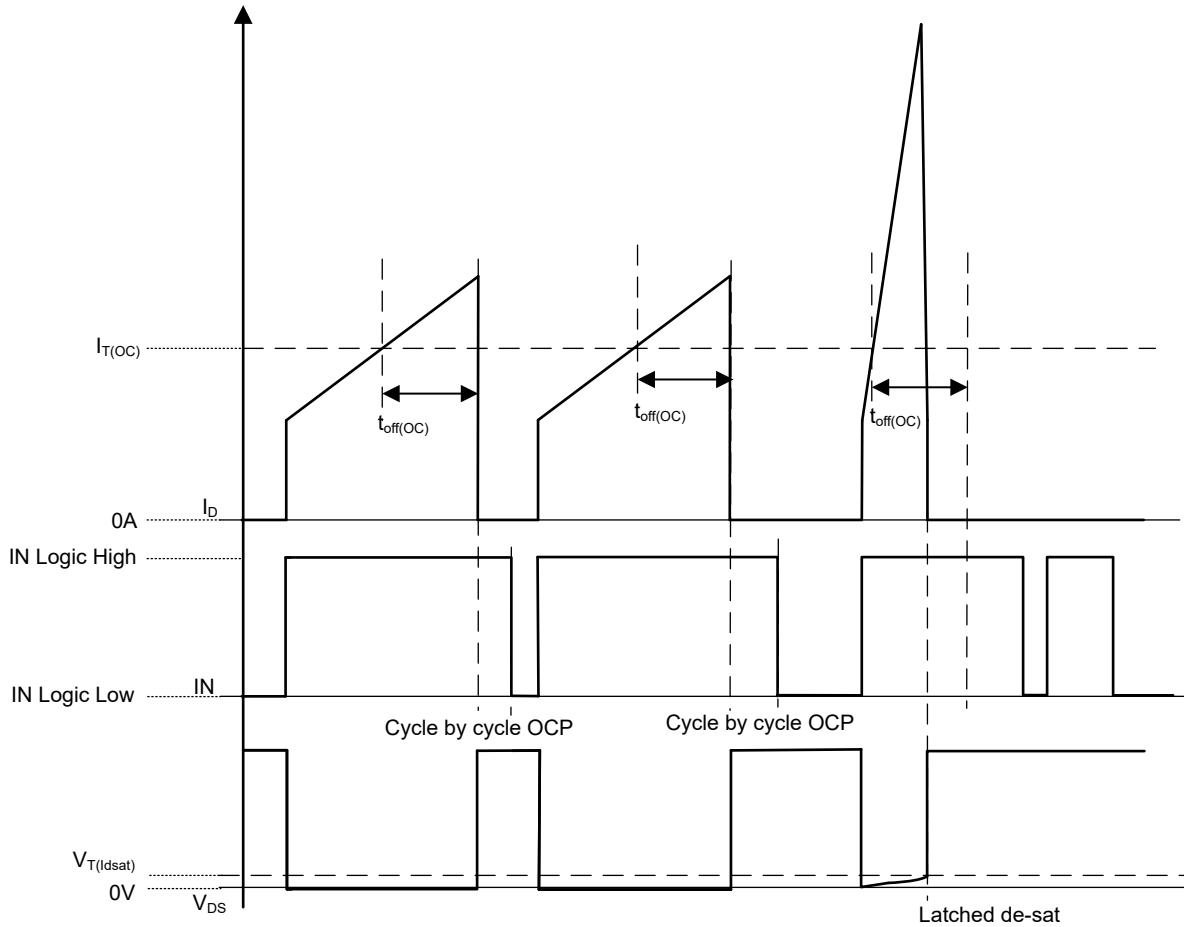 I_T(OC)
t_off(OC)
t_off(OC)
t_off(OC)
I_D
0A
IN Logic High
IN
IN Logic Low
Cycle by cycle OCP
Cycle by cycle OCP
V_T(Idsat)
0V
V_DS
Latched de-sat